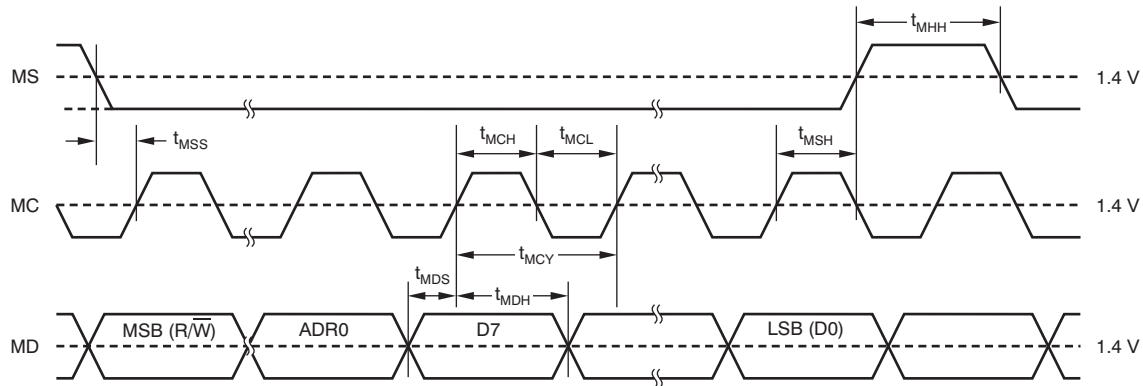 t_MHH
MS
1.4 V
t_MSS
t_MCH
t_MCL
t_MSH
MC
1.4 V
t_MCY
t_MDS
t_MDH
MSB (R/W̅)
ADR0
D7
LSB (D0)
MD
1.4 V